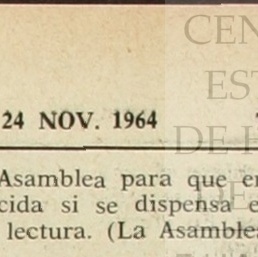 CEN
EST
24 NOV. 1964
DE
Asamblea para que en
cida si se dispensa e
lectura. (La Asamblea